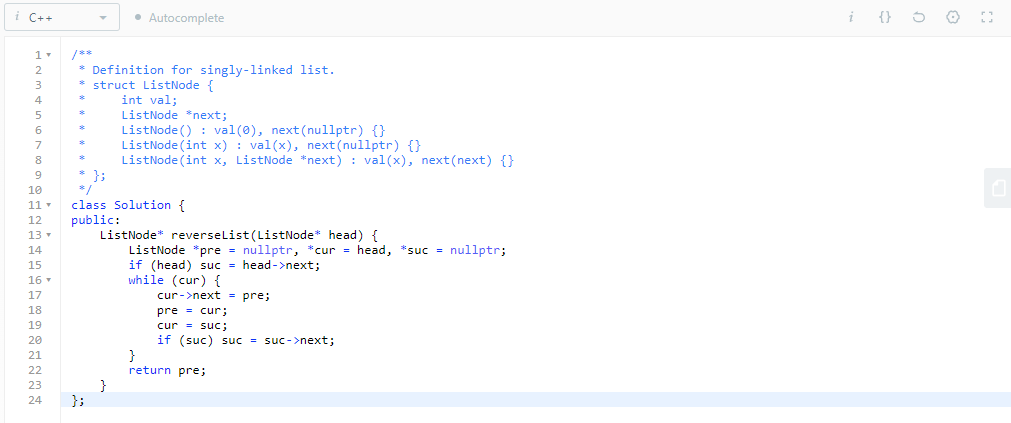 i C++ Autocomplete i {}
1 /**
2  * Definition for singly-linked list.
3  * struct ListNode {
4  *     int val;
5  *     ListNode *next;
6  *     ListNode() : val(0), next(nullptr) {}
7  *     ListNode(int x) : val(x), next(nullptr) {}
8  *     ListNode(int x, ListNode *next) : val(x), next(next) {}
9  * };
10  */
11 class Solution {
12 public:
13     ListNode* reverseList(ListNode* head) {
14         ListNode *pre = nullptr, *cur = head, *suc = nullptr;
15         if (head) suc = head->next;
16         while (cur) {
17             cur->next = pre;
18             pre = cur;
19             cur = suc;
20             if (suc) suc = suc->next;
21         }
22         return pre;
23     }
24 };